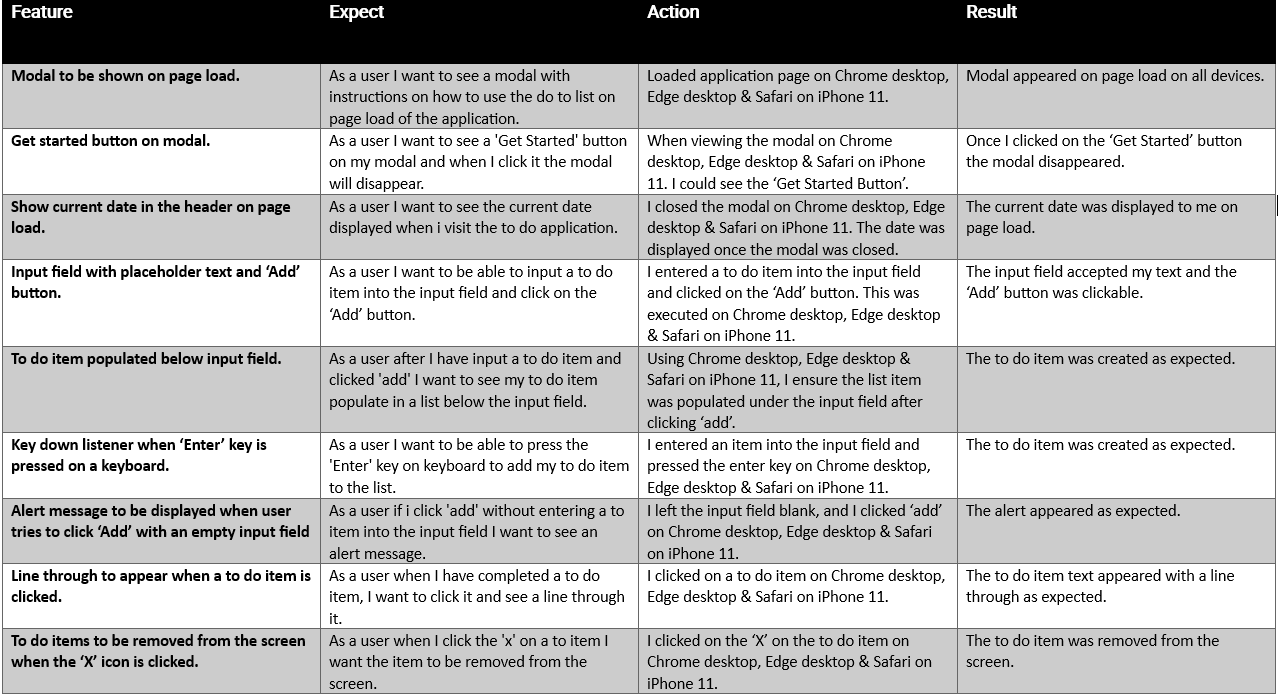 Feature Expect Action Result
Modal to be shown on page load.
As a user I want to see a modal with
instructions on how to use the do to list on
page load of the application.
Loaded application page on Chrome desktop,
Edge desktop & Safari on iPhone 11.
Modal appeared on page load on all devices.
Get started button on modal.
As a user I want to see a 'Get Started' button
on my modal and when I click it the modal
will disappear.
When viewing the modal on Chrome
desktop, Edge desktop & Safari on iPhone
11. I could see the ‘Get Started Button’.
Once I clicked on the ‘Get Started’ button
the modal disappeared.
Show current date in the header on page
load.
As a user I want to see the current date
displayed when i visit the to do application.
I closed the modal on Chrome desktop, Edge
desktop & Safari on iPhone 11. The date was
displayed once the modal was closed.
The current date was displayed to me on
page load.
Input field with placeholder text and ‘Add’
button.
As a user I want to be able to input a to do
item into the input field and click on the
‘Add’ button.
I entered a to do item into the input field
and clicked on the ‘Add’ button. This was
executed on Chrome desktop, Edge desktop
& Safari on iPhone 11.
The input field accepted my text and the
‘Add’ button was clickable.
To do item populated below input field.
As a user after I have input a to do item and
clicked 'add' I want to see my to do item
populate in a list below the input field.
Using Chrome desktop, Edge desktop &
Safari on iPhone 11, I ensure the list item
was populated under the input field after
clicking ‘add’.
The to do item was created as expected.
Key down listener when ‘Enter’ key is
pressed on a keyboard.
As a user I want to be able to press the
'Enter' key on keyboard to add my to do item
to the list.
I entered an item into the input field and
pressed the enter key on Chrome desktop,
Edge desktop & Safari on iPhone 11.
The to do item was created as expected.
Alert message to be displayed when user
tries to click ‘Add’ with an empty input field
As a user if i click 'add' without entering a to
do item into the input field I want to see an
alert message.
I left the input field blank, and I clicked ‘add’
on Chrome desktop, Edge desktop & Safari
on iPhone 11.
The alert appeared as expected.
Line through to appear when a to do item is
clicked.
As a user when I have completed a to do
item, I want to click it and see a line through
it.
I clicked on a to do item on Chrome desktop,
Edge desktop & Safari on iPhone 11.
The to do item text appeared with a line
through as expected.
To do items to be removed from the screen
when the ‘X’ icon is clicked.
As a user when I click the 'x' on a to item I
want the item to be removed from the
screen.
I clicked on the ‘X’ on the to do item on
Chrome desktop, Edge desktop & Safari on
iPhone 11.
The to do item was removed from the
screen.